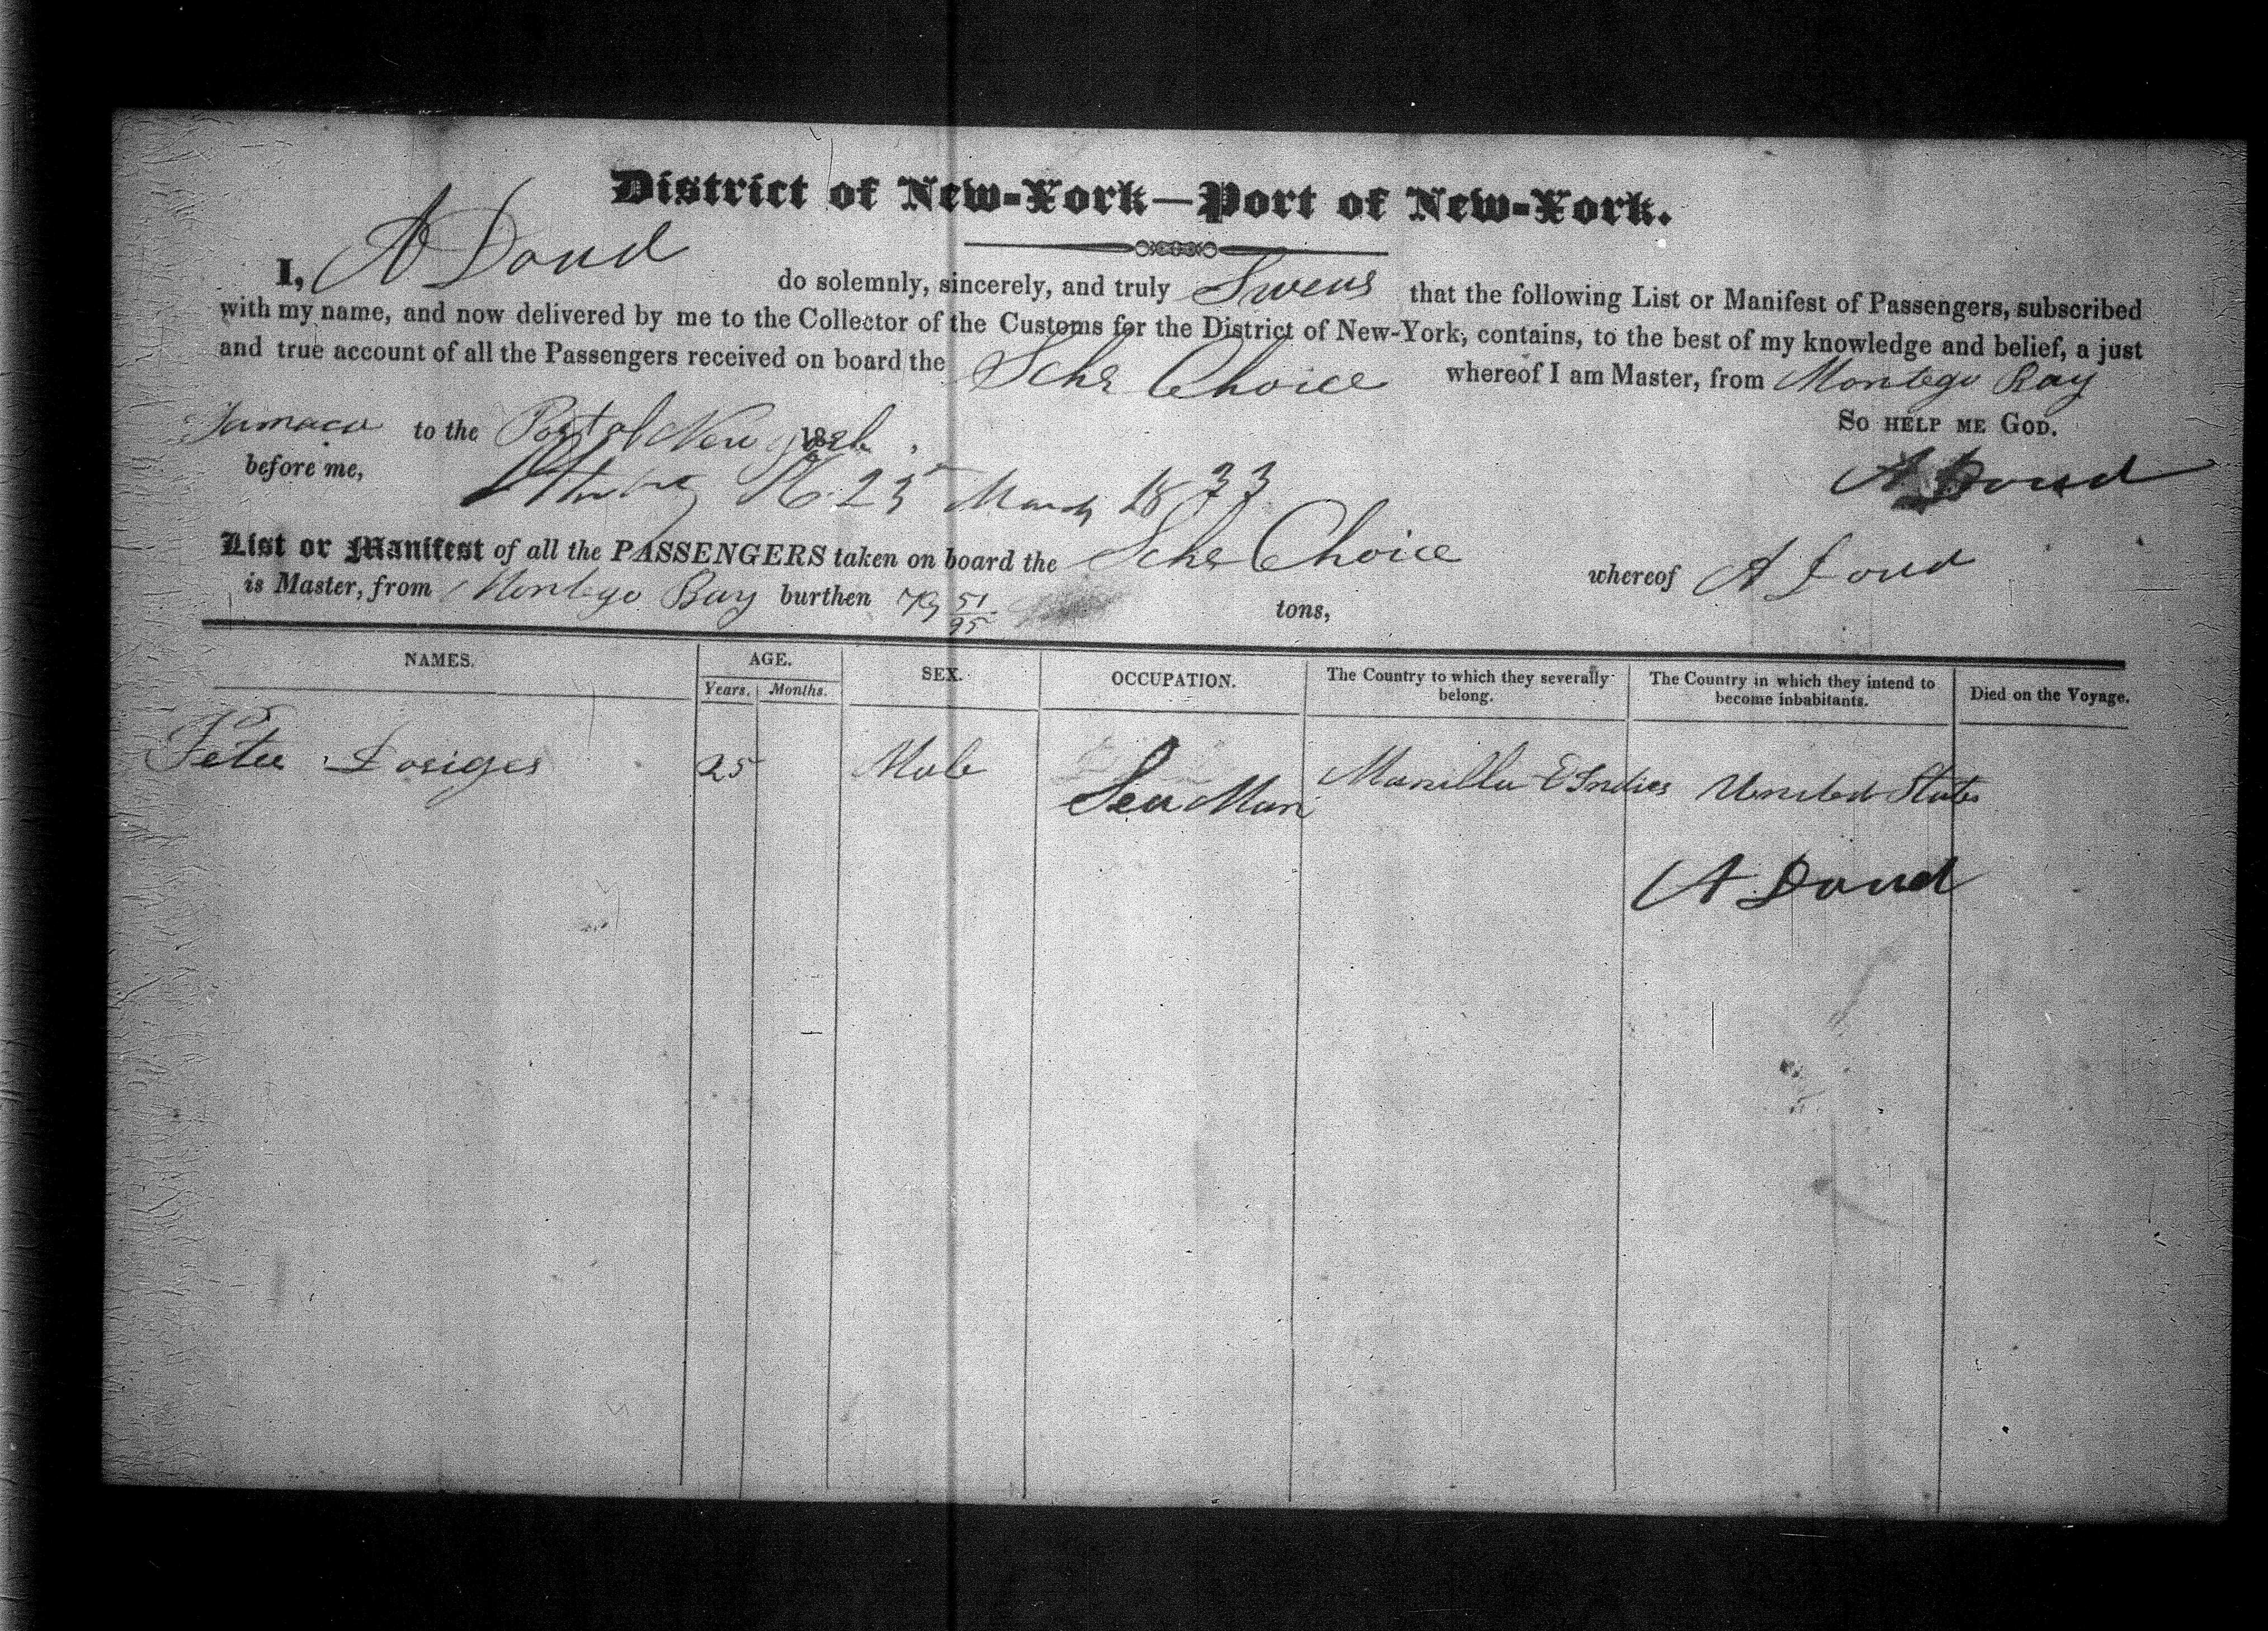 District of New-York—Port of New-York.
I, A Doud do solemnly, sincerely, and truly Swens that the following List or Manifest of Passengers, subscribed
with my name, and now delivered by me to the Collector of the Customs for the District of New-York, contains, to the best of my knowledge and belief, a just
and true account of all the Passengers received on board the Schr Choice whereof I am Master, from Montego Bay
Jamaca to the Port of New york 182 So HELP ME GOD.
before me, 25 March 1833 A Doud
List or Manifest of all the PASSENGERS taken on board the Schr Choice whereof A Doud
is Master, from Montego Bay burthen 51/95 tons,
NAMES. AGE. SEX. OCCUPATION. The Country to which they severally belong. The Country in which they intend to become inhabitants. Died on the Voyage.
Years. Months.
Peter 25 Male Sea Man Manilla E Indies United States
A Doud